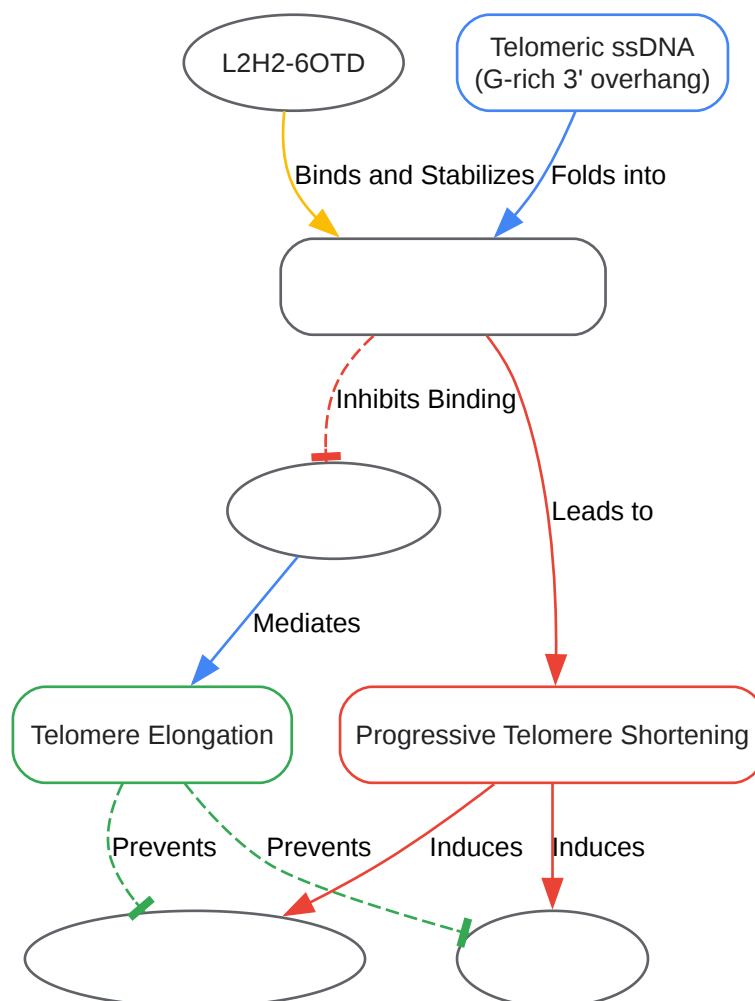 L2H2-6OTD
Telomeric ssDNA
(G-rich 3' overhang)
Binds and Stabilizes
Folds into
Inhibits Binding
Leads to
Mediates
Telomere Elongation
Progressive Telomere Shortening
Prevents
Prevents
Induces
Induces